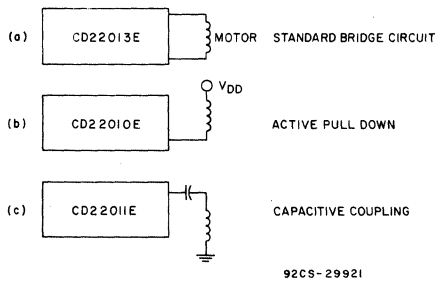 (a) CD22013E MOTOR STANDARD BRIDGE CIRCUIT
VDD
(b) CD22010E ACTIVE PULL DOWN
(c) CD22011E CAPACITIVE COUPLING
92CS-29921